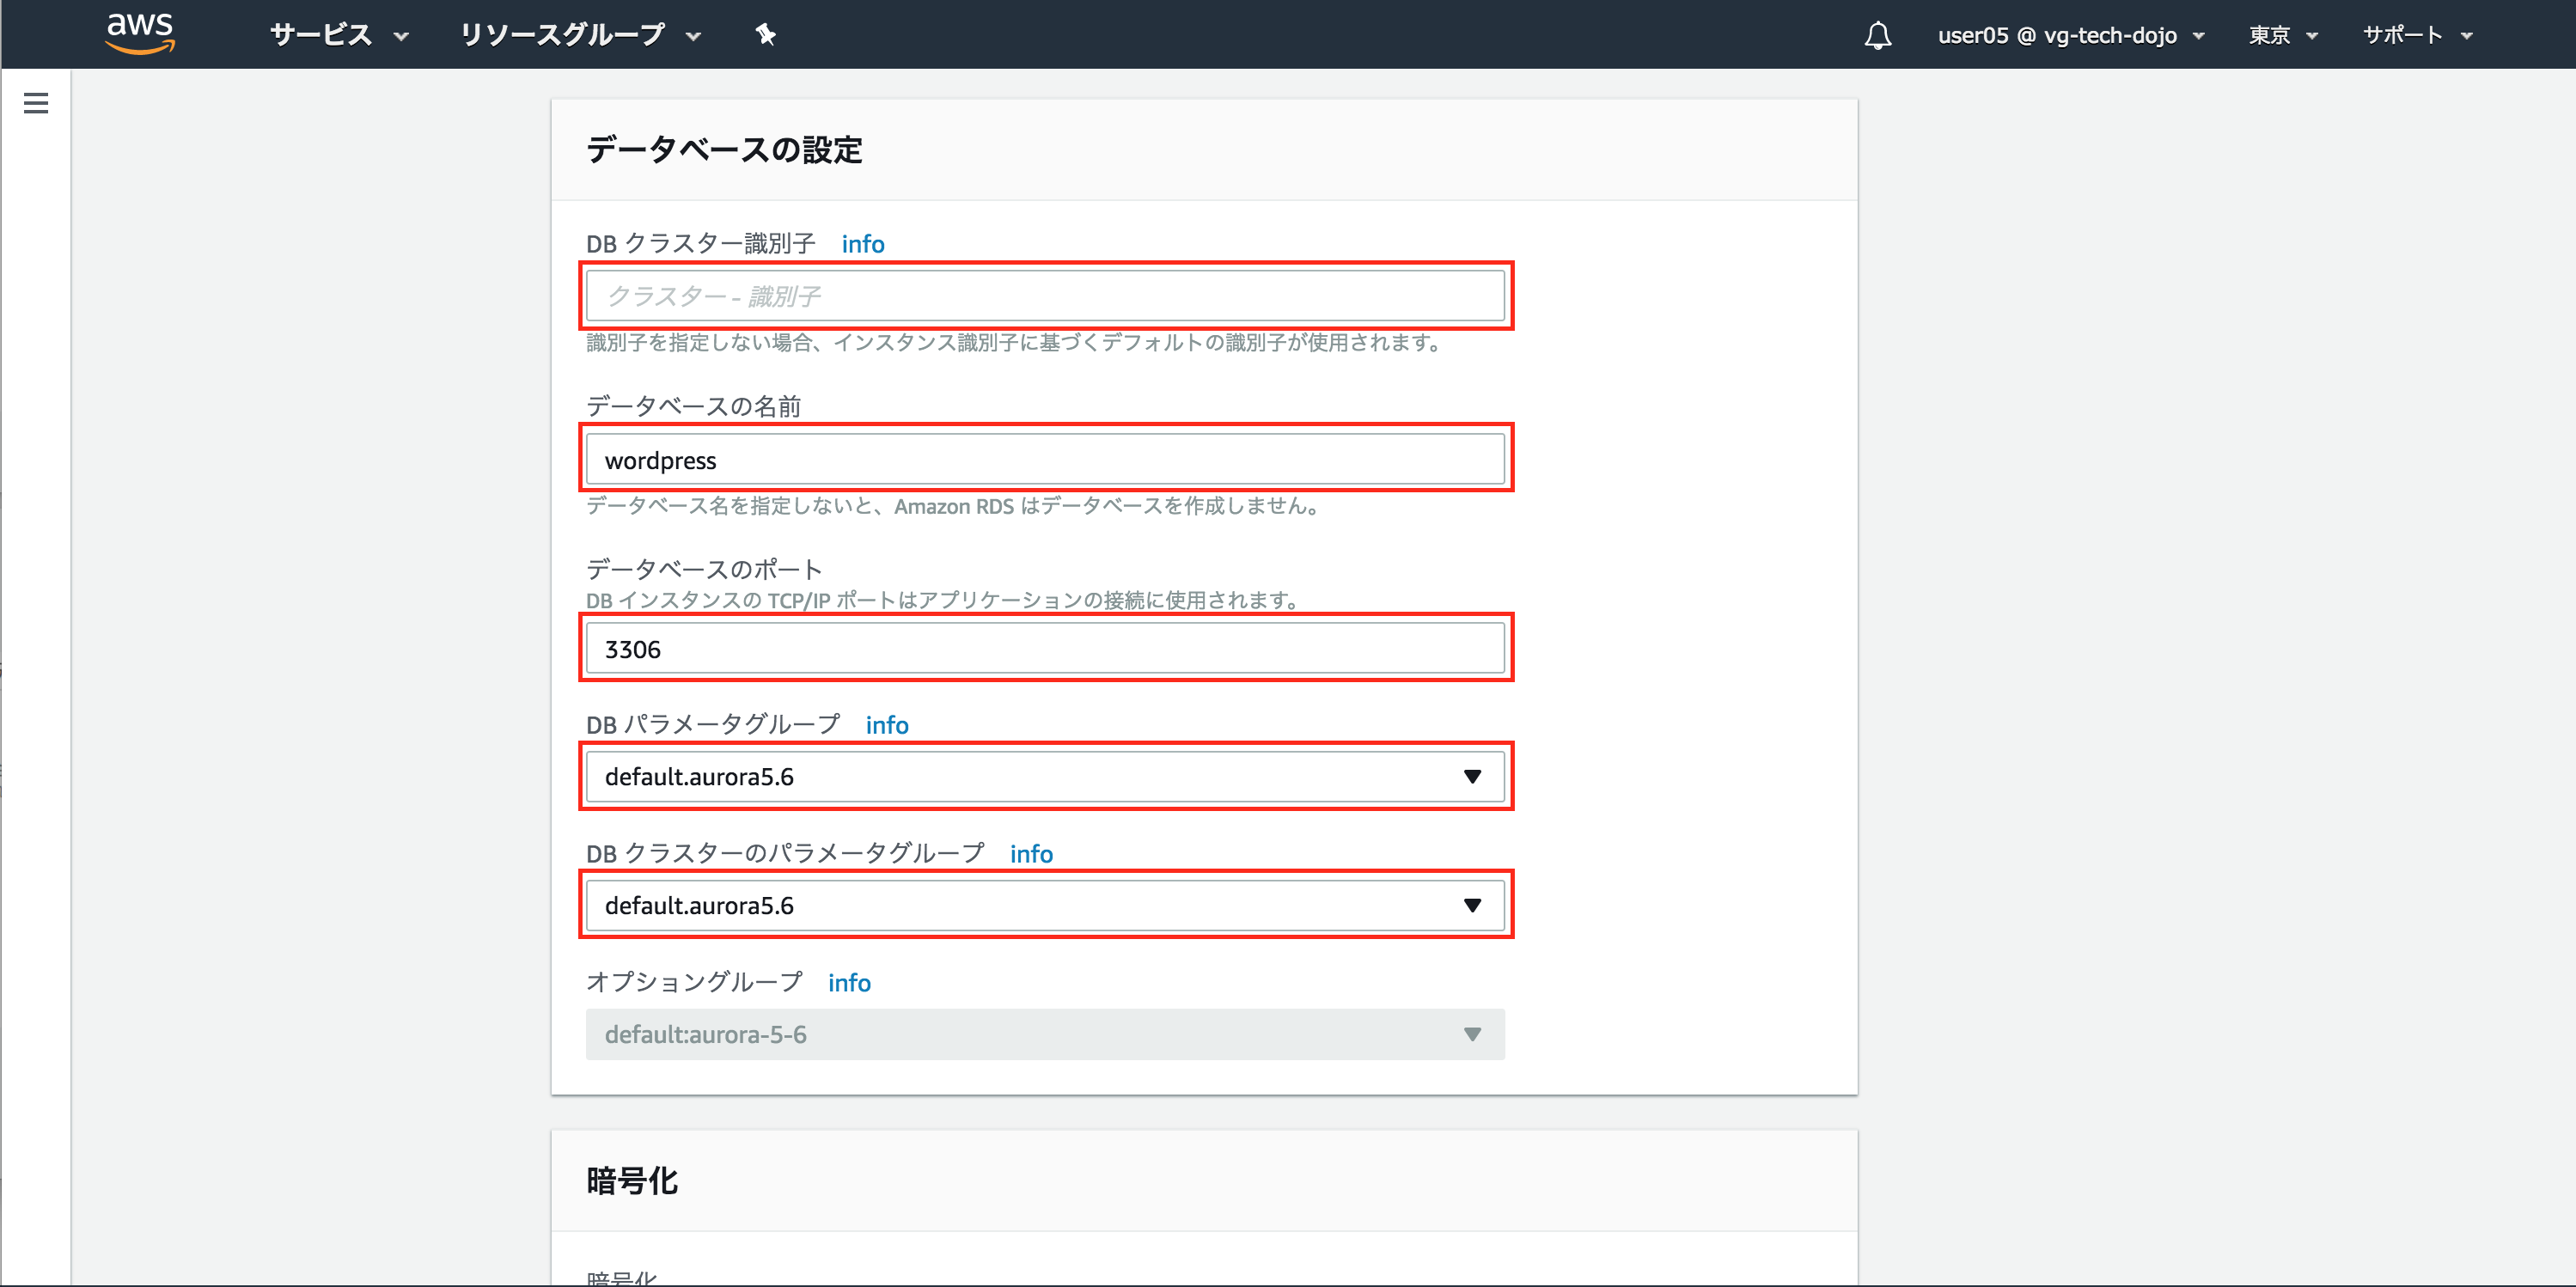 aws サービス リソースグループ user05 @ vg-tech-dojo 東京 サポート
データベースの設定
DB クラスター識別子 info
クラスター - 識別子
識別子を指定しない場合、インスタンス識別子に基づくデフォルトの識別子が使用されます。
データベースの名前
wordpress
データベース名を指定しないと、Amazon RDS はデータベースを作成しません。
データベースのポート
DB インスタンスの TCP/IP ポートはアプリケーションの接続に使用されます。
3306
DB パラメータグループ info
default.aurora5.6
DB クラスターのパラメータグループ info
default.aurora5.6
オプショングループ info
default:aurora-5-6
暗号化
暗号化